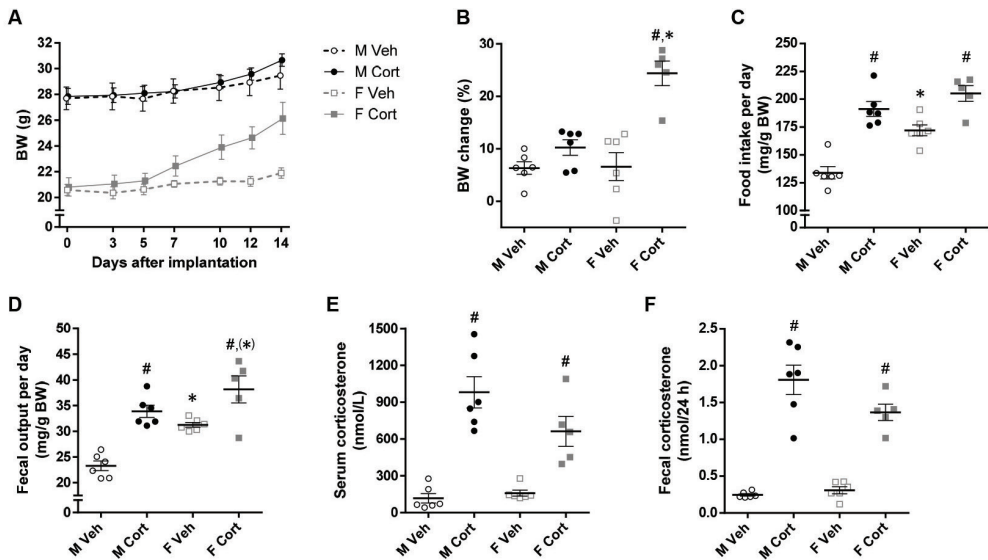 A
BW (g)
32
30
28
26
24
22
20
0
0
3
5
7
10
12
14
Days after implantation
M Veh
M Cort
F Veh
F Cort
B
BW change (%)
30
20
10
0
#,*
M Veh
M Cort
F Veh
F Cort
C
Food intake per day
(mg/g BW)
250
225
200
175
150
125
50
0
#
*
#
M Veh
M Cort
F Veh
F Cort
D
Fecal output per day
(mg/g BW)
50
45
40
35
30
25
20
0
#
*
#,(*)
M Veh
M Cort
F Veh
F Cort
E
Serum corticosterone
(nmol/L)
1500
1200
900
600
300
0
#
#
M Veh
M Cort
F Veh
F Cort
F
Fecal corticosterone
(nmol/24 h)
2.5
2.0
1.5
1.0
0.5
0.0
#
#
M Veh
M Cort
F Veh
F Cort